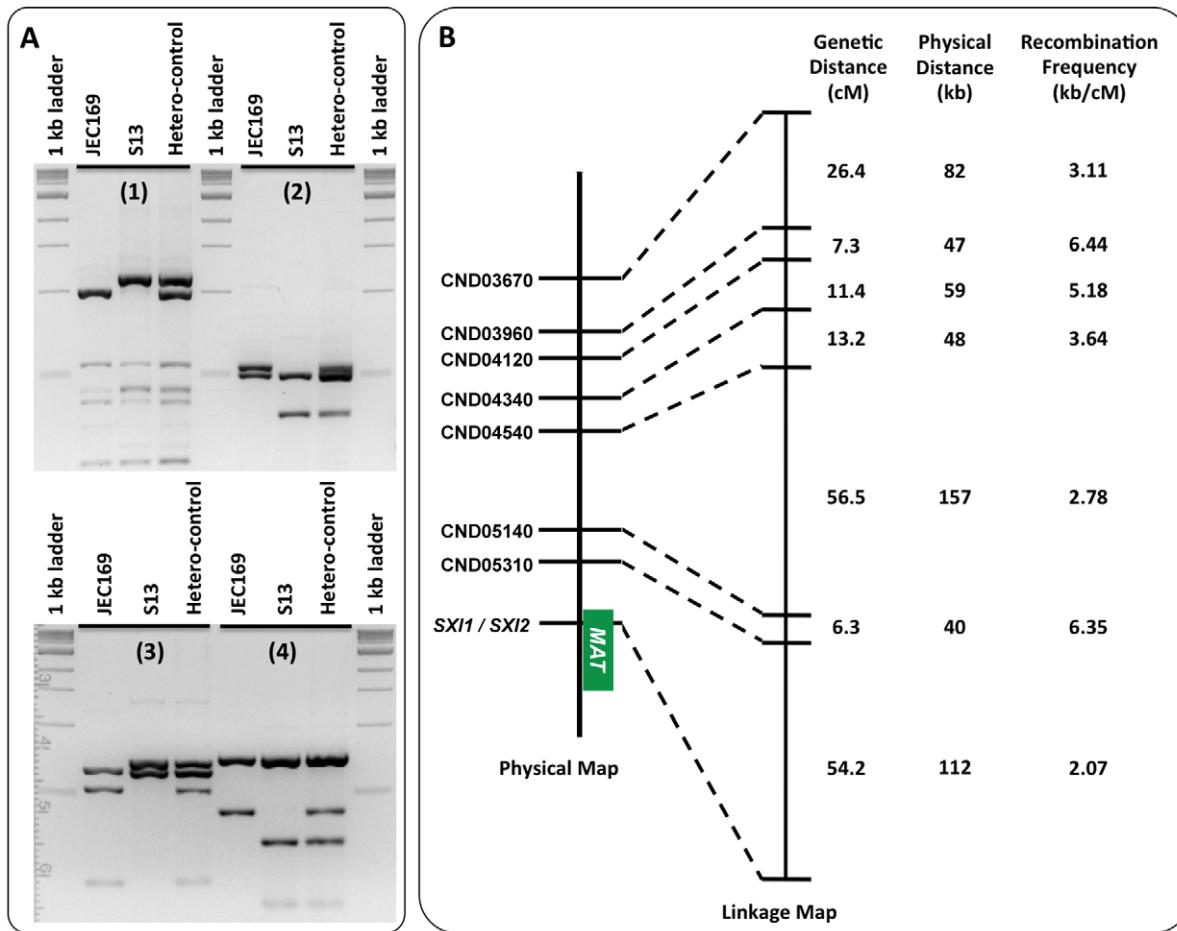 A
1 kb ladder
JEC169
S13
Hetero-control
1 kb ladder
JEC169
S13
Hetero-control
1 kb ladder
(1)
(2)
1 kb ladder
JEC169
S13
Hetero-control
JEC169
S13
Hetero-control
1 kb ladder
(3)
(4)
3
4
5
6
B
Genetic Distance (cM)
Physical Distance (kb)
Recombination Frequency (kb/cM)
26.4 82 3.11
7.3 47 6.44
11.4 59 5.18
13.2 48 3.64
56.5 157 2.78
6.3 40 6.35
54.2 112 2.07
CND03670
CND03960
CND04120
CND04340
CND04540
CND05140
CND05310
SXI1 / SXI2
MAT
Physical Map
Linkage Map